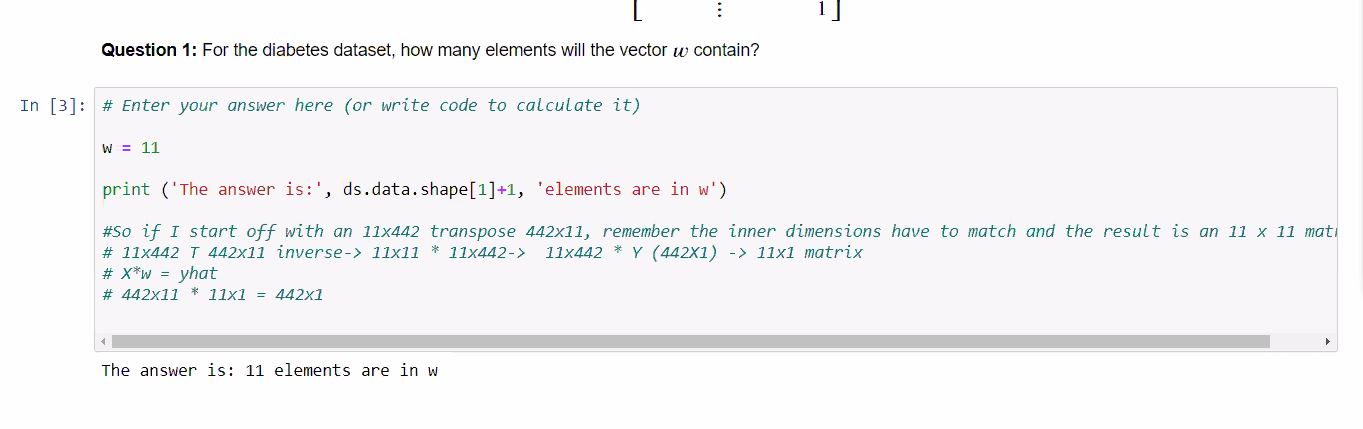 [ ⋮ 1 ]
Question 1: For the diabetes dataset, how many elements will the vector w contain?
In [3]: # Enter your answer here (or write code to calculate it)
w = 11
print ('The answer is:', ds.data.shape[1]+1, 'elements are in w')
#So if I start off with an 11x442 transpose 442x11, remember the inner dimensions have to match and the result is an 11 x 11
# 11x442 T 442x11 inverse-> 11x11 * 11x442->  11x442 * Y (442X1) -> 11x1 matrix
# X*w = yhat
# 442x11 * 11x1 = 442x1
The answer is: 11 elements are in w